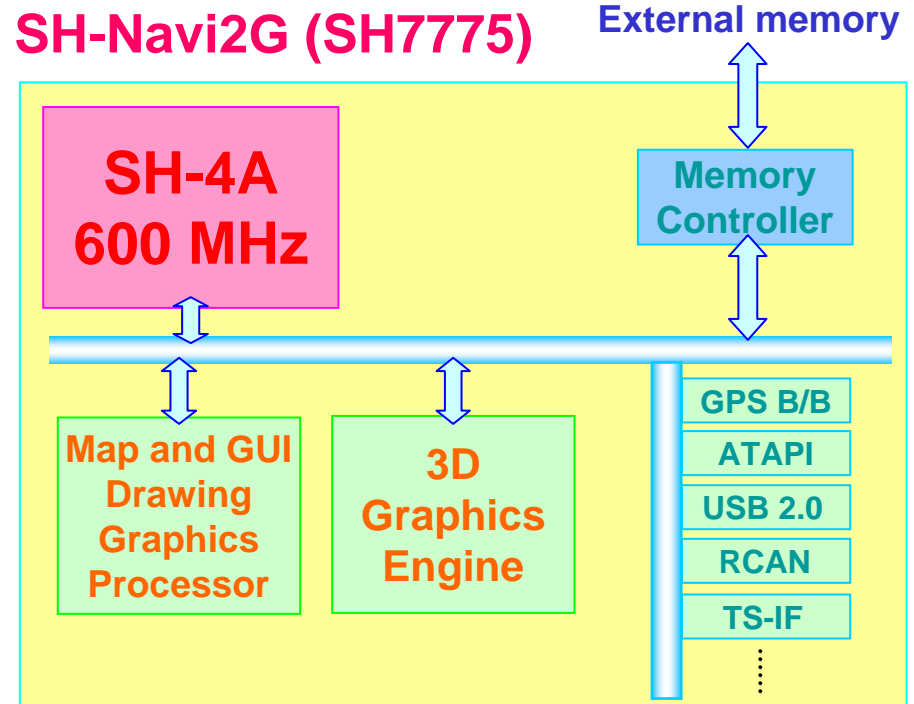 SH-Navi2G (SH7775)
External memory
SH-4A
600 MHz
Memory
Controller
Map and GUI
Drawing
Graphics
Processor
3D
Graphics
Engine
GPS B/B
ATAPI
USB 2.0
RCAN
TS-IF